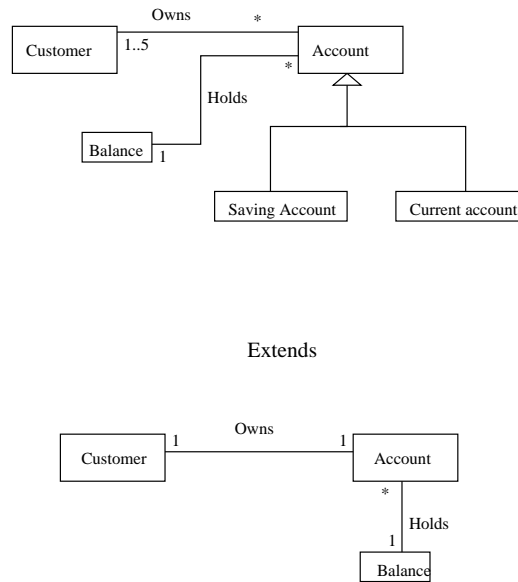 Owns
*
Customer
1..5
Account
*
Holds
Balance
1
Saving Account
Current account
Extends
Owns
1
1
Customer
Account
*
Holds
1
Balance